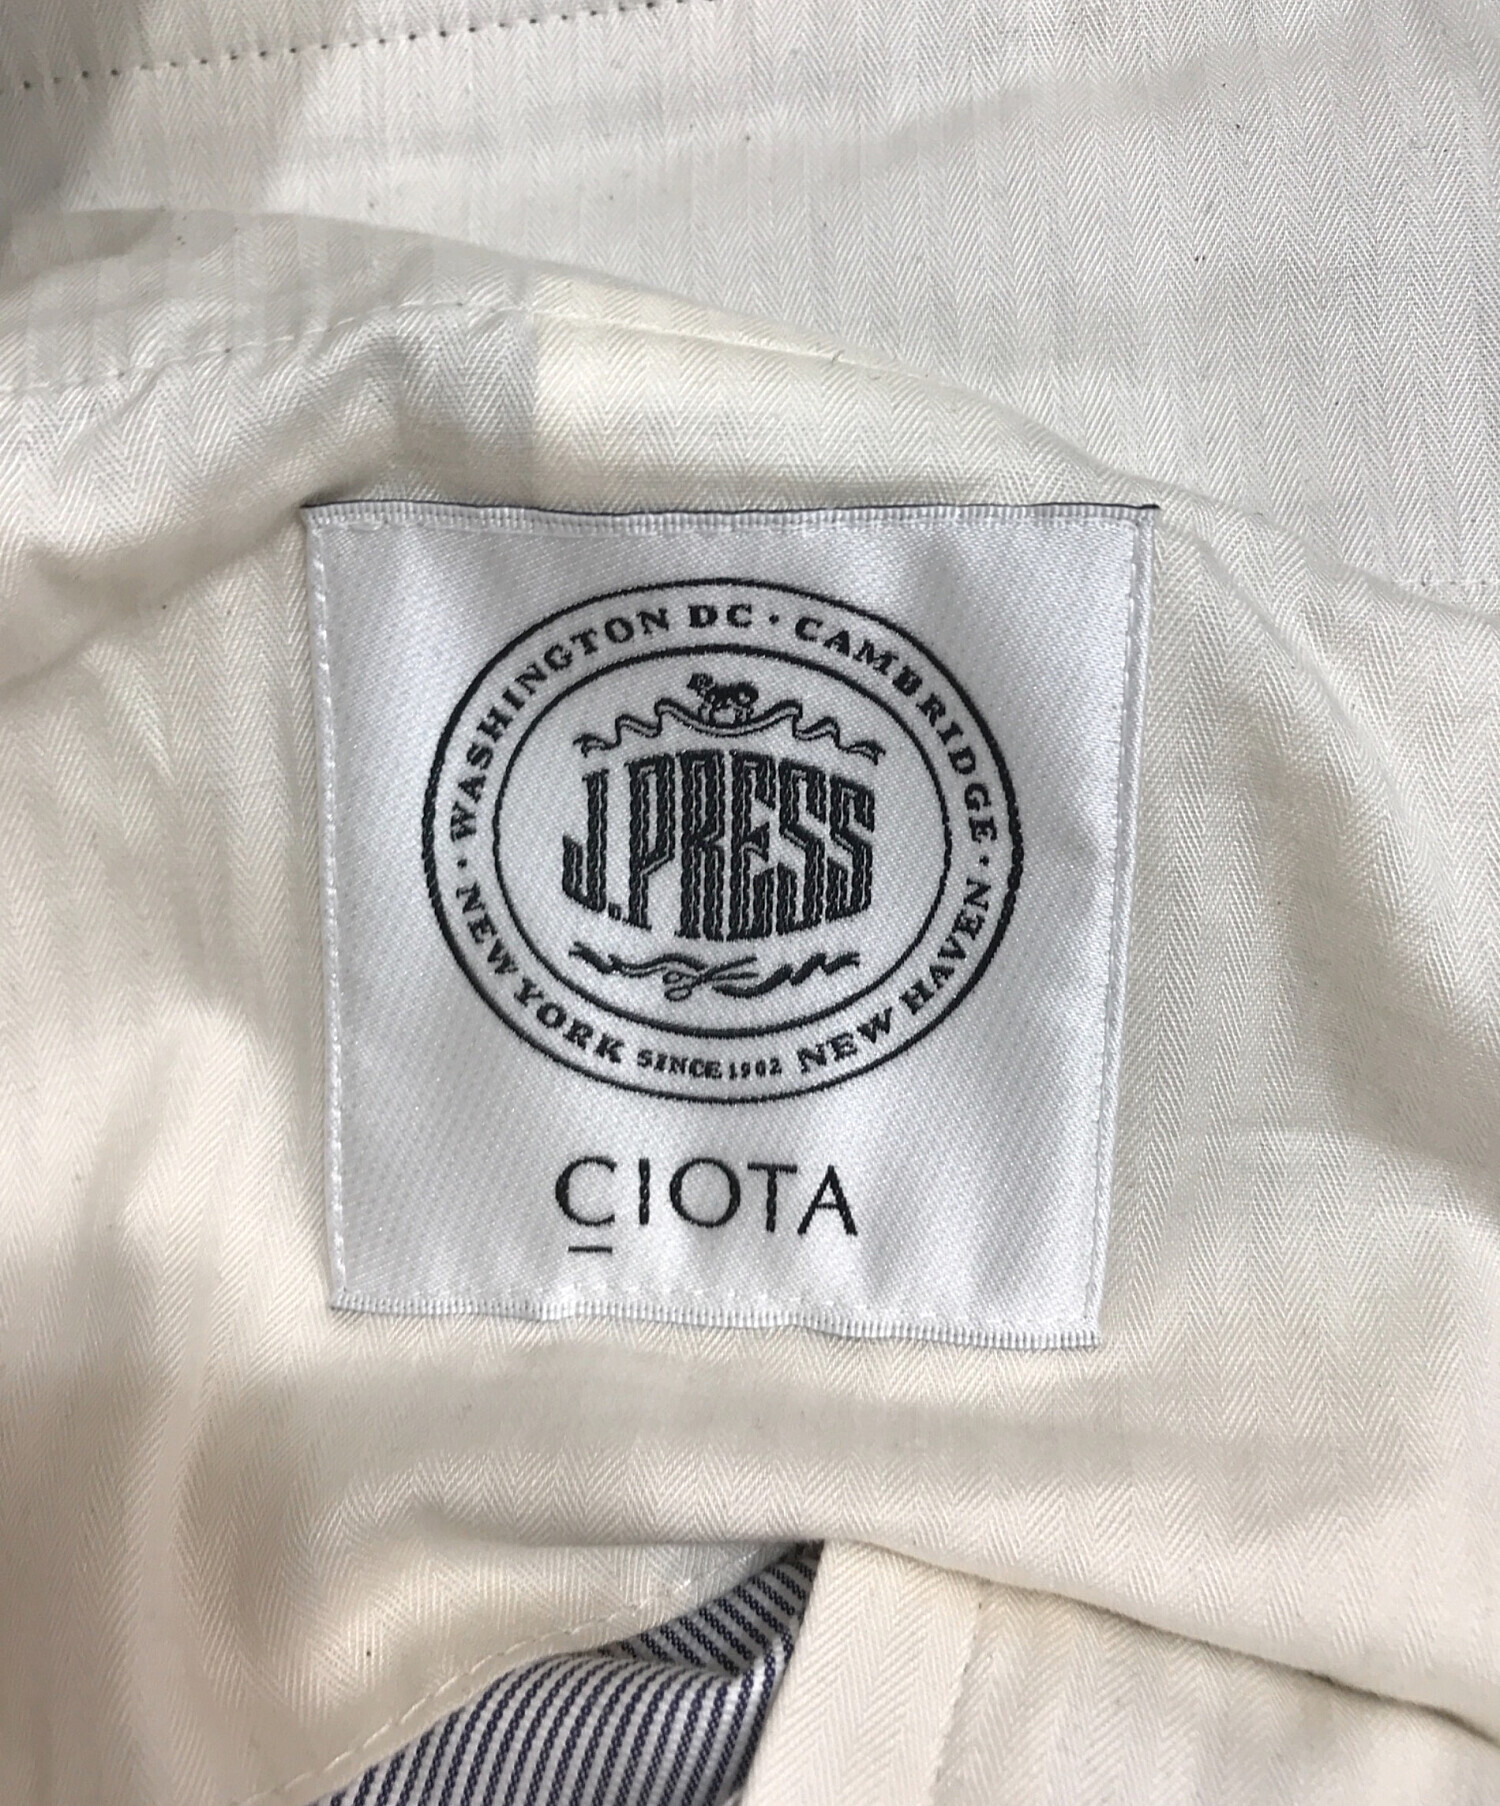 · WASHINGTON DC · CAMBRIDGE ·
J.PRESS
NEW YORK SINCE 1902 NEW HAVEN
CIOTA